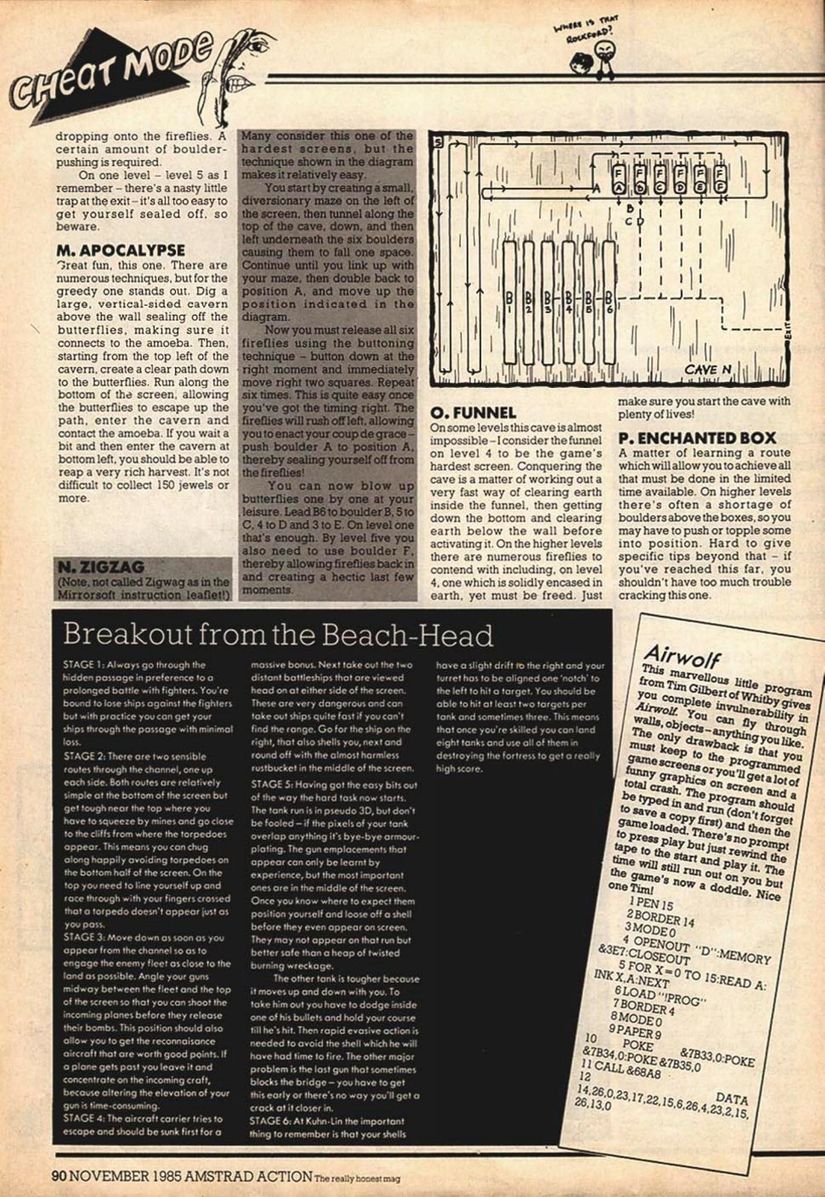 CHEAT MODE
WHERE IS THAT
ROCKFORD?
dropping onto the fireflies. A
certain amount of boulder-
pushing is required.
On one level – level 5 as I
remember – there's a nasty little
trap at the exit – it's all too easy to
get yourself sealed off, so
beware.
M. APOCALYPSE
Great fun, this one. There are
numerous techniques, but for the
greedy one stands out. Dig a
large, vertical-sided cavern
above the wall sealing off the
butterflies, making sure it
connects to the amoeba. Then,
starting from the top left of the
cavern, create a clear path down
to the butterflies. Run along the
bottom of the screen, allowing
the butterflies to escape up the
path, enter the cavern and
contact the amoeba. If you wait a
bit and then enter the cavern at
bottom left, you should be able to
reap a very rich harvest. It's not
difficult to collect 150 jewels or
more.
N. ZIGZAG
(Note, not called Zigwag as in the
Mirrorsoft instruction leaflet!)
Many consider this one of the
hardest screens, but the
technique shown in the diagram
makes it relatively easy.
You start by creating a small,
diversionary maze on the left of
the screen, then tunnel along the
top of the cave, down, and then
left underneath the six boulders
causing them to fall one space.
Continue until you link up with
your maze, then double back to
position A, and move up the
position indicated in the
diagram.
Now you must release all six
fireflies using the buttoning
technique – button down at the
right moment and immediately
move right two squares. Repeat
six times. This is quite easy once
you've got the timing right. The
fireflies will rush off left, allowing
you to enact your coup de grace –
push boulder A to position A,
thereby sealing yourself off from
the fireflies!
You can now blow up
butterflies one by one at your
leisure. Lead B6 to boulder B, 5 to
C, 4 to D and 3 to E. On level one
that's enough. By level five you
also need to use boulder F,
thereby allowing fireflies back in
and creating a hectic last few
moments.
S
F F F F F F
A B C D E F
A
B
C D
B B B B B B
1 2 3 4 5 6
EXIT
CAVE N
O. FUNNEL
On some levels this cave is almost
impossible – I consider the funnel
on level 4 to be the game's
hardest screen. Conquering the
cave is a matter of working out a
very fast way of clearing earth
inside the funnel, then getting
down the bottom and clearing
earth below the wall before
activating it. On the higher levels
there are numerous fireflies to
contend with including, on level
4, one which is solidly encased in
earth, yet must be freed. Just
make sure you start the cave with
plenty of lives!
P. ENCHANTED BOX
A matter of learning a route
which will allow you to achieve all
that must be done in the limited
time available. On higher levels
there's often a shortage of
boulders above the boxes, so you
may have to push or topple some
into position. Hard to give
specific tips beyond that – if
you've reached this far, you
shouldn't have too much trouble
cracking this one.
Breakout from the Beach-Head
STAGE 1: Always go through the
hidden passage in preference to a
prolonged battle with fighters. You're
bound to lose ships against the fighters
but with practice you can get your
ships through the passage with minimal
loss.
STAGE 2: There are two sensible
routes through the channel, one up
each side. Both routes are relatively
simple at the bottom of the screen but
get tough near the top where you
have to squeeze by mines and go close
to the cliffs from where the torpedoes
appear. This means you can chug
along happily avoiding torpedoes on
the bottom half of the screen. On the
top you need to line yourself up and
race through with your fingers crossed
that a torpedo doesn't appear just as
you pass.
STAGE 3: Move down as soon as you
appear from the channel so as to
engage the enemy fleet as close to the
land as possible. Angle your guns
midway between the fleet and the top
of the screen so that you can shoot the
incoming planes before they release
their bombs. This position should also
allow you to get the reconnaisance
aircraft that are worth good points. If
a plane gets past you leave it and
concentrate on the incoming craft,
because altering the elevation of your
gun is time-consuming.
STAGE 4: The aircraft carrier tries to
escape and should be sunk first for a
massive bonus. Next take out the two
distant battleships that are viewed
head on at either side of the screen.
These are very dangerous and can
take out ships quite fast if you can't
find the range. Go for the ship on the
right, that also shells you, next and
round off with the almost harmless
rustbucket in the middle of the screen.
STAGE 5: Having got the easy bits out
of the way the hard task now starts.
The tank run is in pseudo 3D, but don't
be fooled – if the pixels of your tank
overlap anything it's bye-bye armour-
plating. The gun emplacements that
appear can only be learnt by
experience, but the most important
ones are in the middle of the screen.
Once you know where to expect them
position yourself and loose off a shell
before they even appear on screen.
They may not appear on that run but
better safe than a heap of twisted
burning wreckage.
The other tank is tougher because
it moves up and down with you. To
take him out you have to dodge inside
one of his bullets and hold your course
till he's hit. Then rapid evasive action is
needed to avoid the shell which he will
have had time to fire. The other major
problem is the last gun that sometimes
blocks the bridge – you have to get
this early or there's no way you'll get a
crack at it closer in.
STAGE 6: At Kuhn-Lin the important
thing to remember is that your shells
have a slight drift to the right and your
turret has to be aligned one 'notch' to
the left to hit a target. You should be
able to hit at least two targets per
tank and sometimes three. This means
that once you're skilled you can land
eight tanks and use all of them in
destroying the fortress to get a really
high score.
Airwolf
This marvellous little program
from Tim Gilbert of Whitby gives
you complete invulnerability in
Airwolf. You can fly through
walls, objects – anything you like.
The only drawback is that you
must keep to the programmed
game screens or you'll get a lot of
funny graphics on screen and a
total crash. The program should
be typed in and run (don't forget
to save a copy first) and then the
game loaded. There's no prompt
to press play but just rewind the
tape to the start and play it. The
time will still run out on you but
the game's now a doddle. Nice
one Tim!
1 PEN 15
2 BORDER 14
3 MODE 0
4 OPENOUT "D":MEMORY
&3E7:CLOSEOUT
5 FOR X=0 TO 15:READ A:
INK X,A:NEXT
6 LOAD "!PROG"
7 BORDER 4
8 MODE 0
9 PAPER 9
10 POKE &7B33,0:POKE
&7B34,0:POKE &7B35,0
11 CALL &68A8
12 DATA
14,26,0,23,17,22,15,6,26,4,23,2,15,
26,13,0
90 NOVEMBER 1985 AMSTRAD ACTION The really honest mag